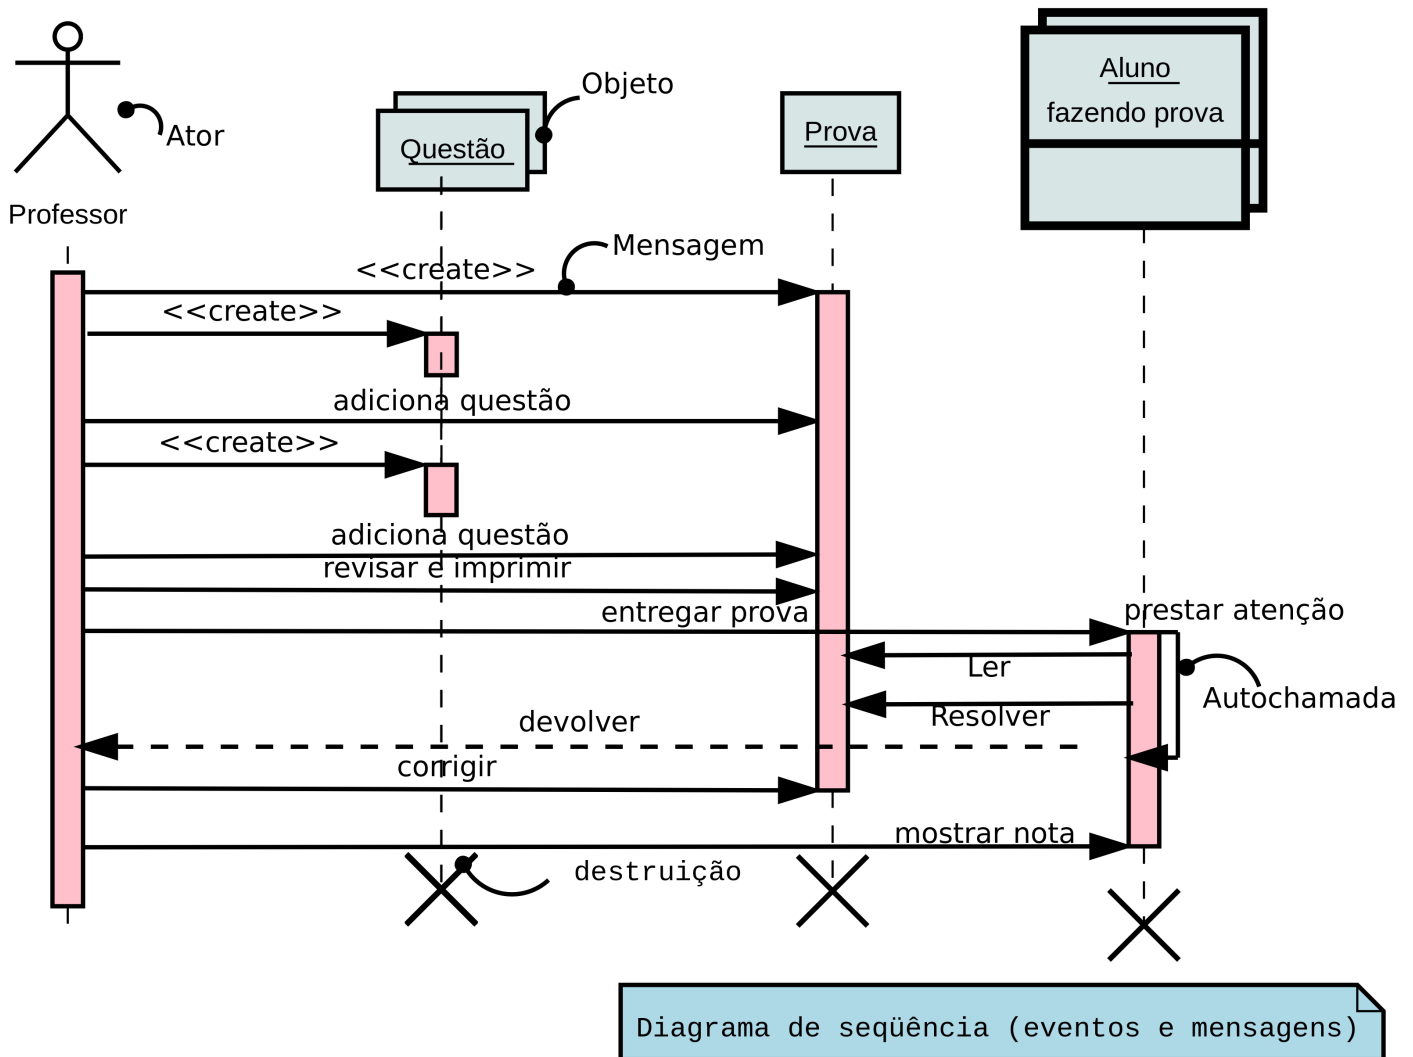 Objeto
Aluno
fazendo prova
Ator
Questão
Prova
Professor
Mensagem
<<create>>
<<create>>
adiciona questão
<<create>>
adiciona questão
revisar e imprimir
entregar prova
prestar atenção
Ler
Autochamada
Resolver
devolver
corrigir
mostrar nota
destruição
Diagrama de seqüência (eventos e mensagens)